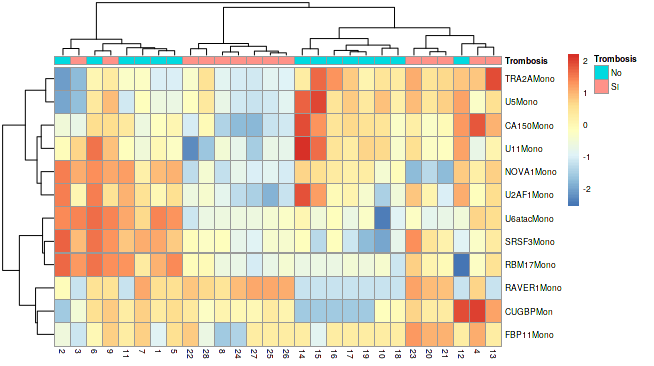 Trombosis
TRA2AMono
U5Mono
CA150Mono
U11Mono
NOVA1Mono
U2AF1Mono
U6atacMono
SRSF3Mono
RBM17Mono
RAVER1Mono
CUGBPMon
FBP11Mono
2 3 6 9 11 7 1 5 22 28 8 24 27 25 26 14 15 16 17 19 10 18 23 20 21 12 4 13
2
1
0
-1
-2
Trombosis
No
SI